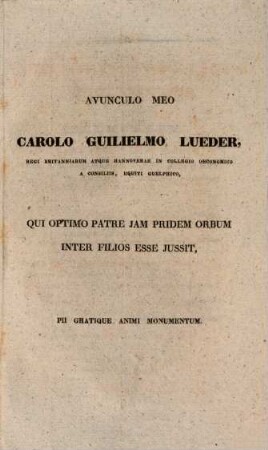 AVUNCULO MEO
CAROLO GUILIELMO LUEDER,
REGI BRITANNIARUM ATQUE HANNOVERAE IN COLLEGIO
A CONSILIIS, EQUITI GUELPHICO,
QUI OPTIMO PATRE JAM PRIDEM ORBUM
INTER FILIOS ESSE JUSSIT,
PII GRATIQUE ANIMI MONUMENTUM.